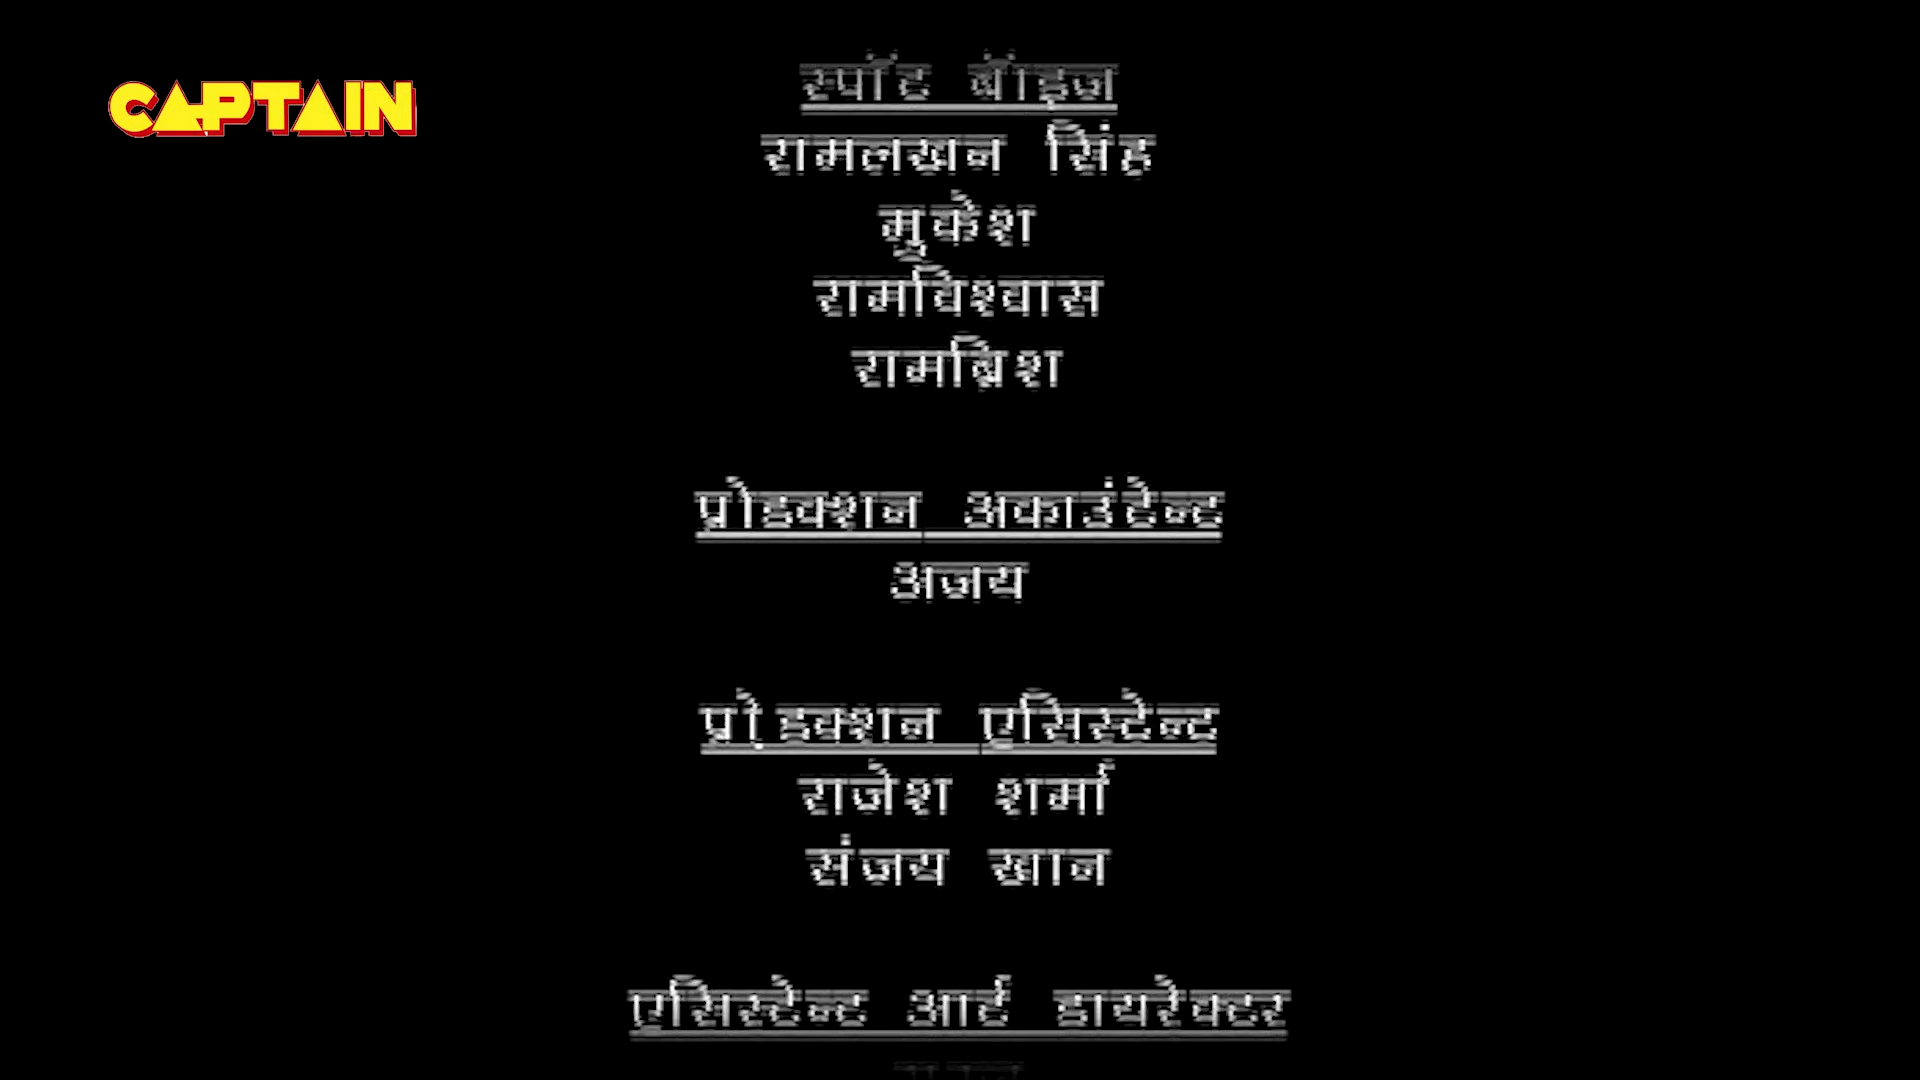 CAPTAIN
स्पॉट बॉइज
रामलखन सिंह
मुकेश
रामविश्वास
रामब्रिश
प्रोडक्शन अकाउंटेन्ट
अजय
प्रोडक्शन एसिस्टेन्ट
राजेश शर्मा
संजय खान
एसिस्टेन्ट आर्ट डायरेक्टर